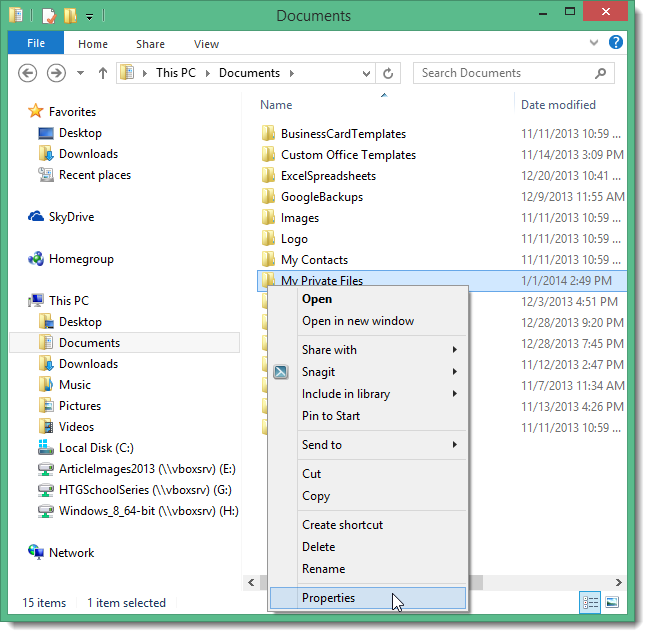 Documents
File
Home
Share
View
This PC
Documents
Search Documents
Name
Date modified
Favorites
Desktop
Downloads
Recent places
SkyDrive
Homegroup
This PC
Desktop
Documents
Downloads
Music
Pictures
Videos
Local Disk (C:)
ArticleImages2013 (\\vboxsrv) (E:)
HTGSchoolSeries (\\vboxsrv) (G:)
Windows_8_64-bit (\\vboxsrv) (H:)
Network
BusinessCardTemplates 11/11/2013 10:59 ...
Custom Office Templates 11/14/2013 3:09 PM
ExcelSpreadsheets 12/20/2013 10:41 ...
GoogleBackups 12/9/2013 11:55 AM
Images 11/11/2013 10:59 ...
Logo 11/11/2013 10:59 ...
My Contacts 11/11/2013 10:59 ...
My Private Files 1/1/2014 2:49 PM
12/3/2013 4:51 PM
12/28/2013 9:20 PM
12/28/2013 7:45 PM
11/12/2013 2:47 PM
11/7/2013 11:34 AM
11/13/2013 4:26 PM
11/11/2013 10:59 ...
Open
Open in new window
Share with
Snagit
Include in library
Pin to Start
Send to
Cut
Copy
Create shortcut
Delete
Rename
Properties
15 items
1 item selected